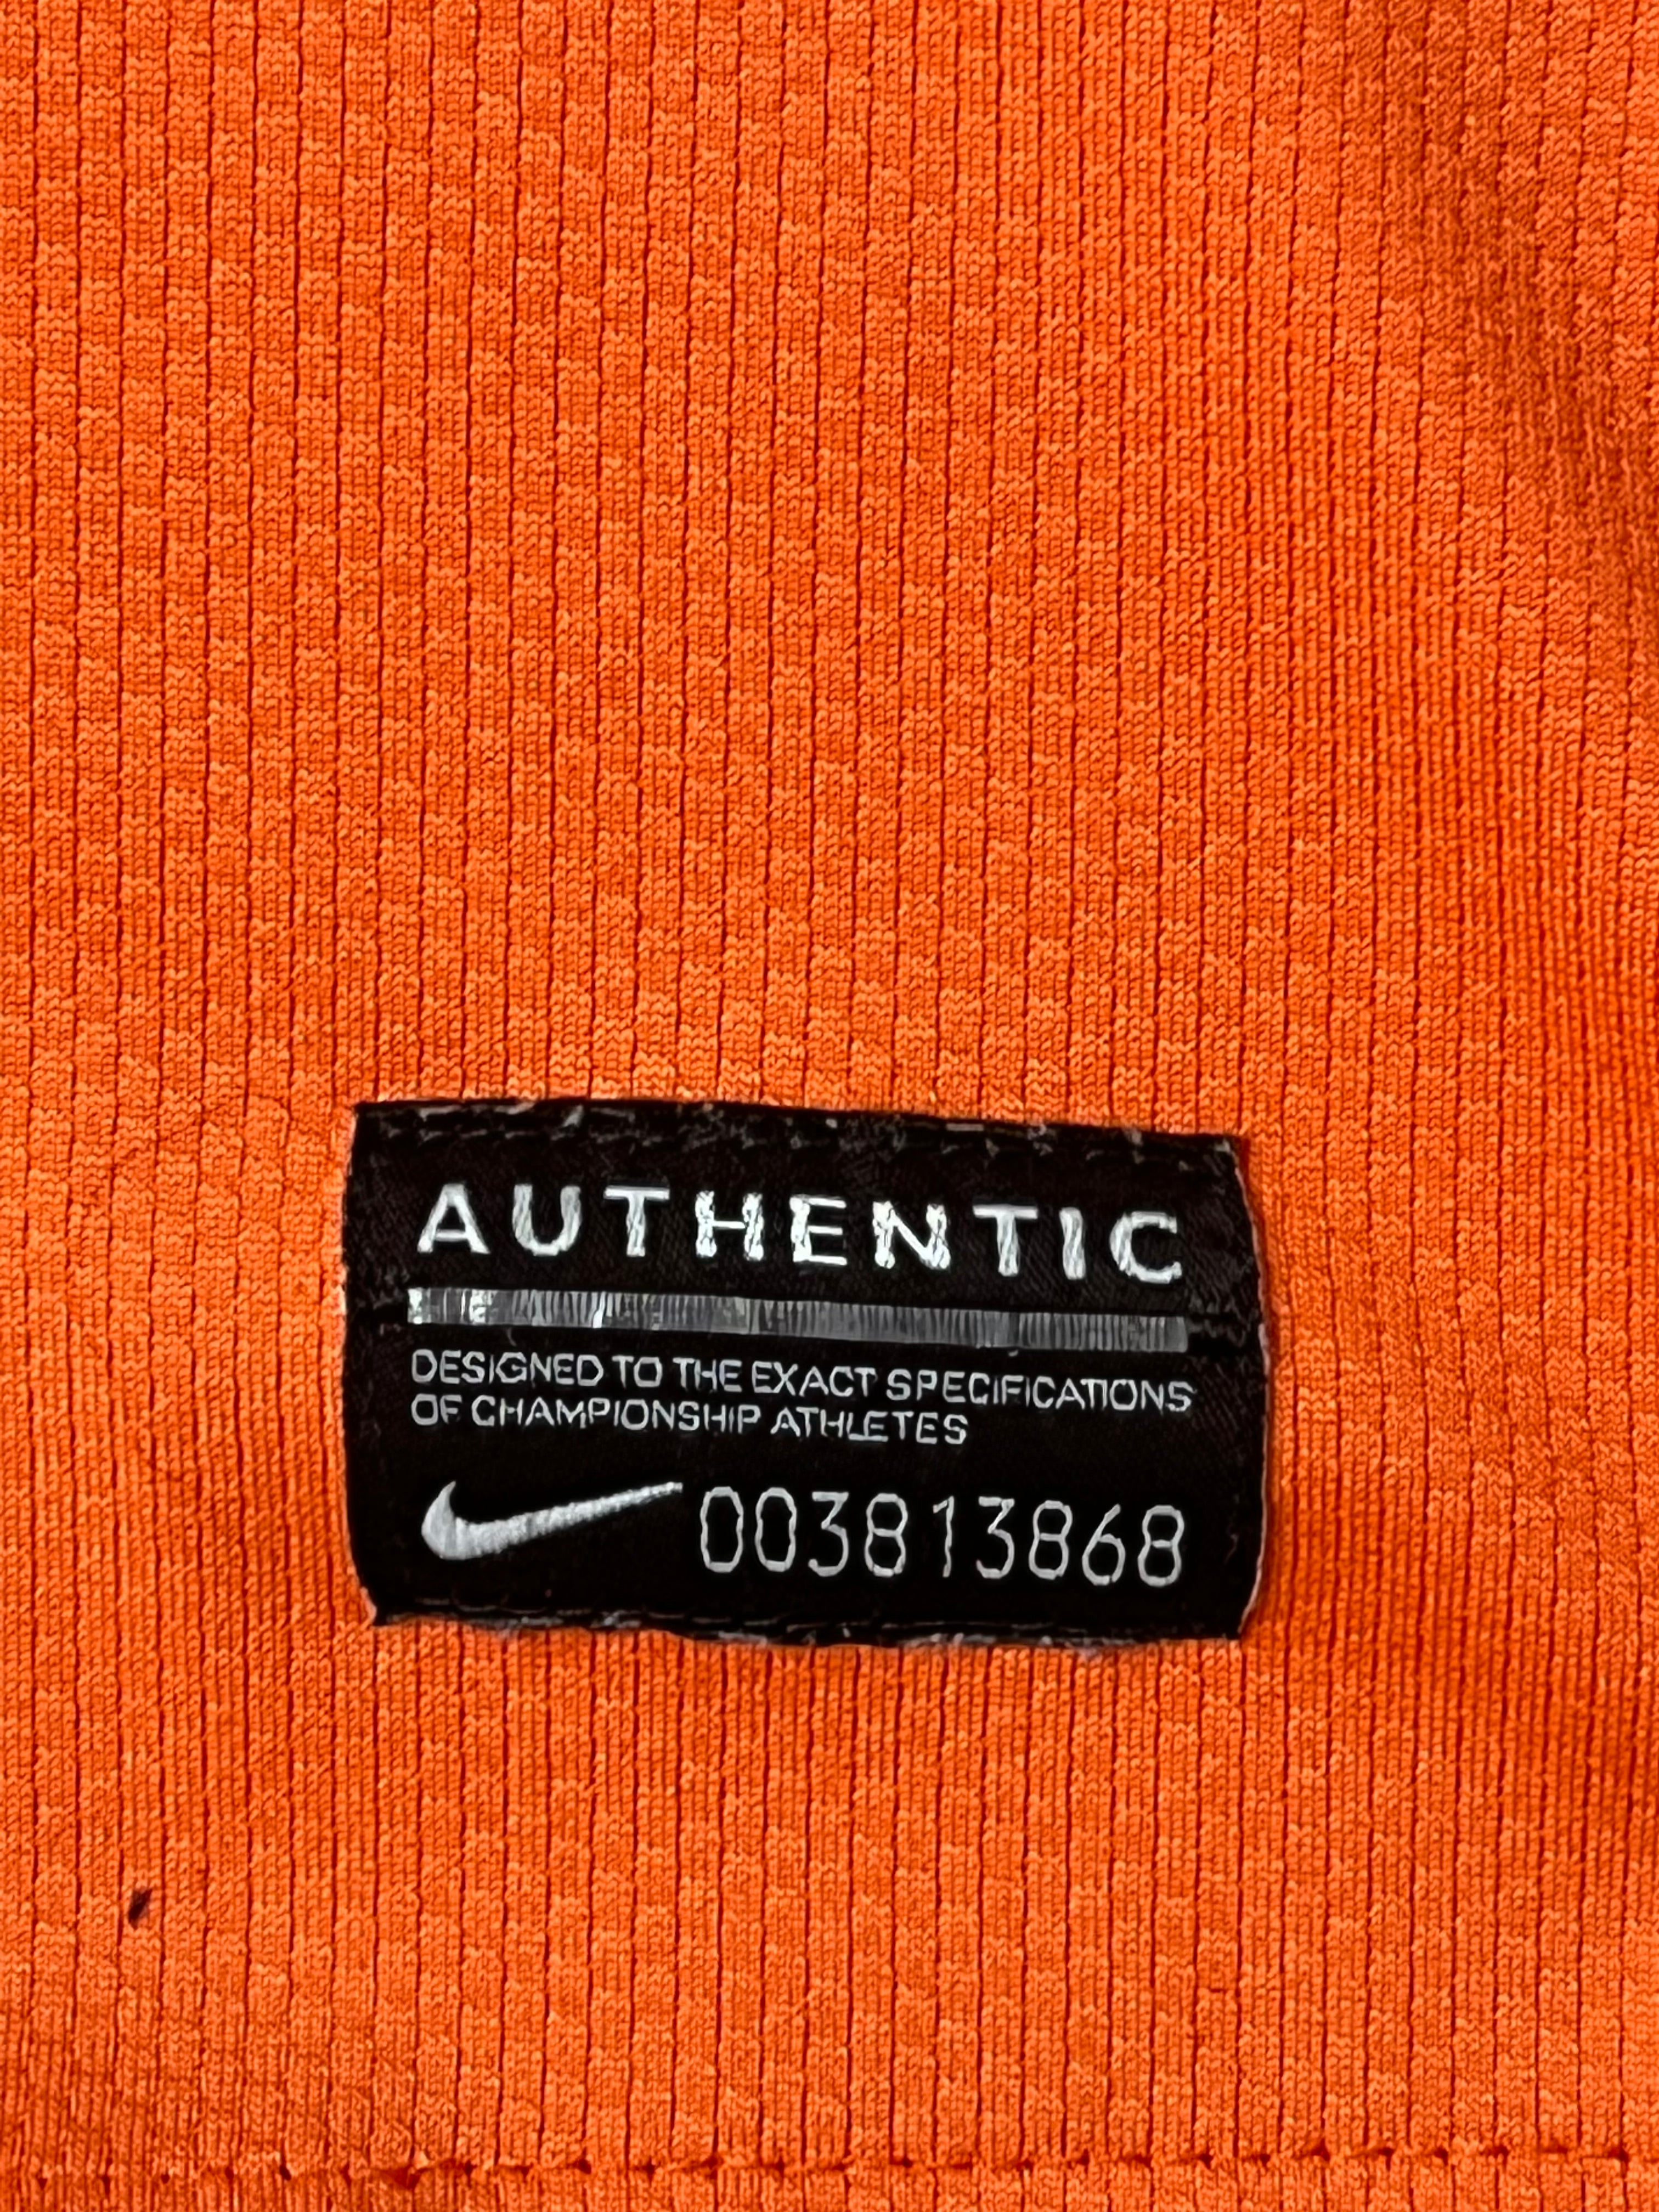 AUTHENTIC
DESIGNED TO THE EXACT SPECIFICATIONS
OF CHAMPIONSHIP ATHLETES
003813868